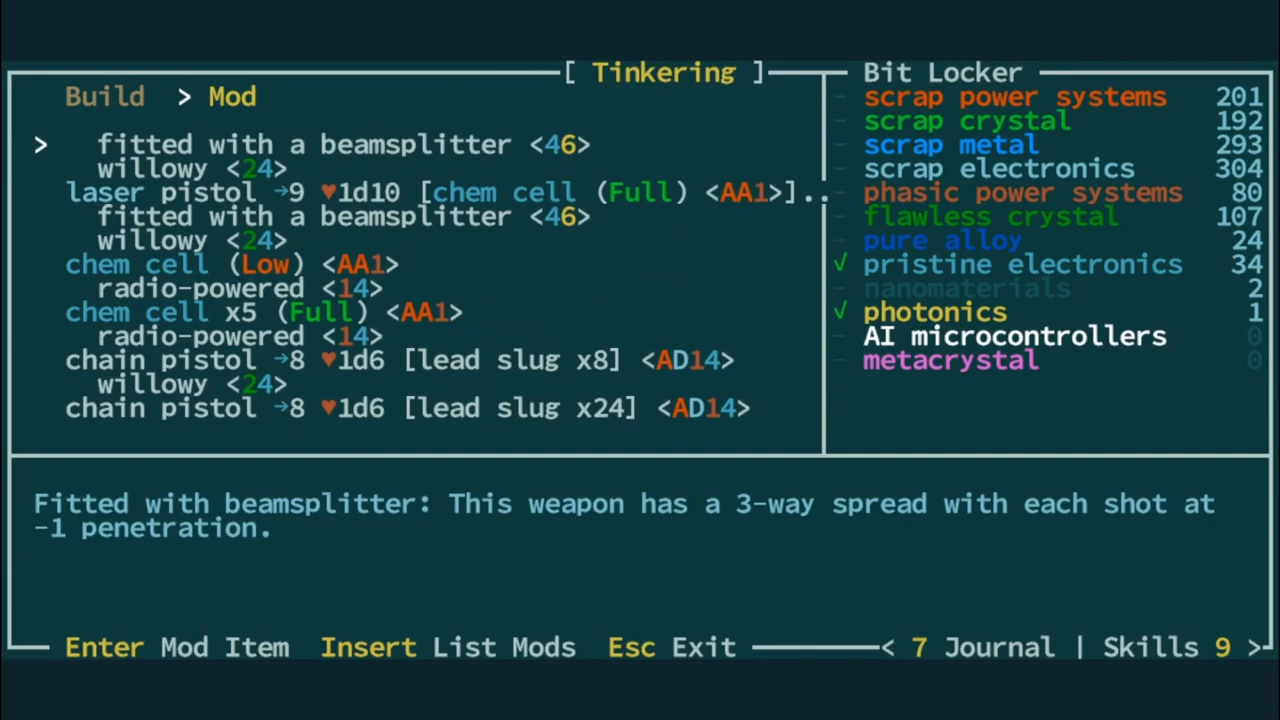 [ Tinkering ]
Build > Mod
> fitted with a beamsplitter <46>
willowy <24>
laser pistol →9 ♥1d10 [chem cell (Full) <AA1>]..
fitted with a beamsplitter <46>
willowy <24>
chem cell (Low) <AA1>
radio-powered <14>
chem cell x5 (Full) <AA1>
radio-powered <14>
chain pistol →8 ♥1d6 [lead slug x8] <AD14>
willowy <24>
chain pistol →8 ♥1d6 [lead slug x24] <AD14>
Bit Locker
- scrap power systems 201
- scrap crystal 192
- scrap metal 293
- scrap electronics 304
- phasic power systems 80
- flawless crystal 107
- pure alloy 24
√ pristine electronics 34
- nanomaterials 2
√ photonics 1
- AI microcontrollers 0
- metacrystal 0
Fitted with beamsplitter: This weapon has a 3-way spread with each shot at
-1 penetration.
Enter Mod Item Insert List Mods Esc Exit < 7 Journal | Skills 9 >